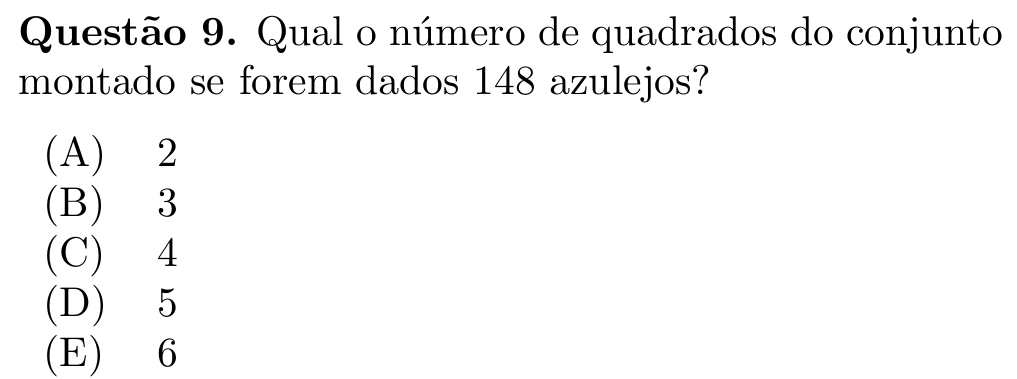 Questão 9. Qual o número de quadrados do conjunto
montado se forem dados 148 azulejos?
(A) 2
(B) 3
(C) 4
(D) 5
(E) 6